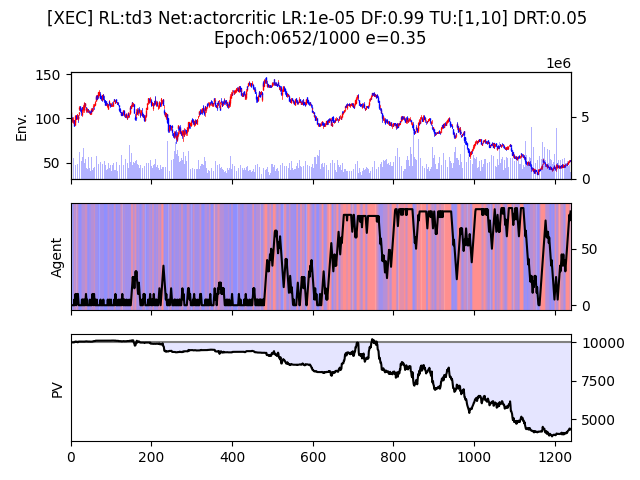 [XEC] RL:td3 Net:actorcritic LR:1e-05 DF:0.99 TU:[1,10] DRT:0.05
Epoch:0652/1000 e=0.35
1e6
150
100
50
Env.
5
0
Agent
50
0
PV
10000
7500
5000
0 200 400 600 800 1000 1200